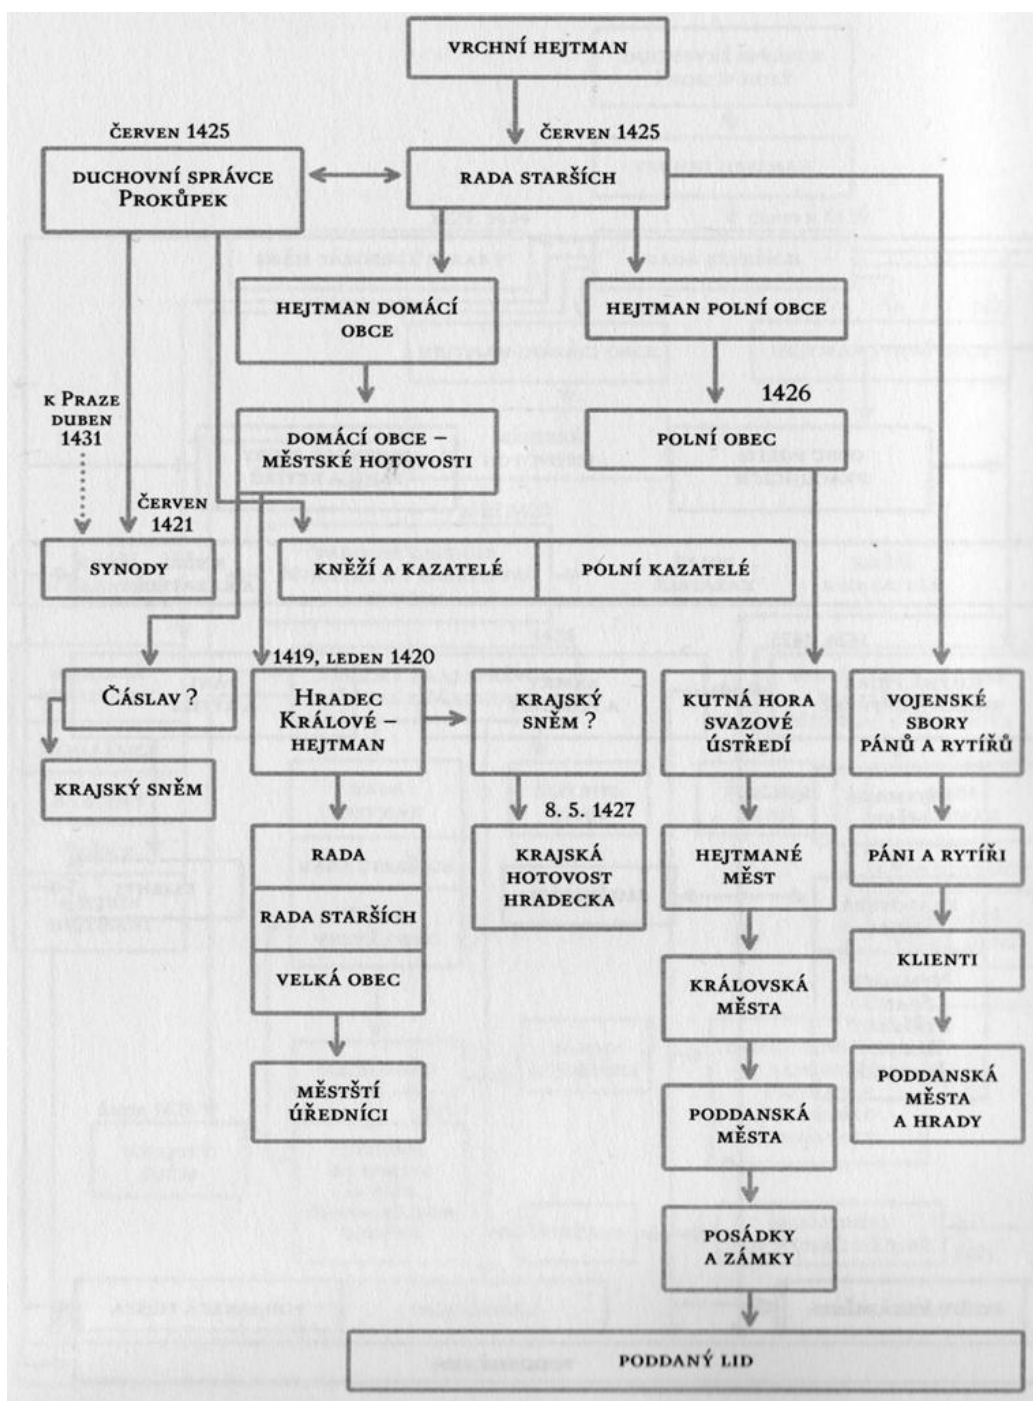 VRCHNÍ HEJTMAN
ČERVEN 1425
DUCHOVNÍ SPRÁVCE
PROKŮPEK
ČERVEN 1425
RADA STARŠÍCH
HEJTMAN DOMÁCÍ
OBCE
HEJTMAN POLNÍ OBCE
K PRAZE
DUBEN
1431
DOMÁCÍ OBCE –
MĚSTSKÉ HOTOVOSTI
1426
POLNÍ OBEC
ČERVEN
1421
SYNODY
KNĚŽÍ A KAZATELÉ
POLNÍ KAZATELÉ
ČÁSLAV ?
KRAJSKÝ SNĚM
1419, LEDEN 1420
HRADEC
KRÁLOVÉ –
HEJTMAN
KRAJSKÝ
SNĚM ?
KUTNÁ HORA
SVAZOVÉ
ÚSTŘEDÍ
VOJENSKÉ
SBORY
PÁNŮ A RYTÍŘŮ
RADA
RADA STARŠÍCH
VELKÁ OBEC
MĚSTŠTÍ
ÚŘEDNÍCI
8. 5. 1427
KRAJSKÁ
HOTOVOST
HRADECKA
HEJTMANÉ
MĚST
KRÁLOVSKÁ
MĚSTA
PODDANSKÁ
MĚSTA
POSÁDKY
A ZÁMKY
PÁNI A RYTÍŘI
KLIENTI
PODDANSKÁ
MĚSTA
A HRADY
PODDANÝ LID